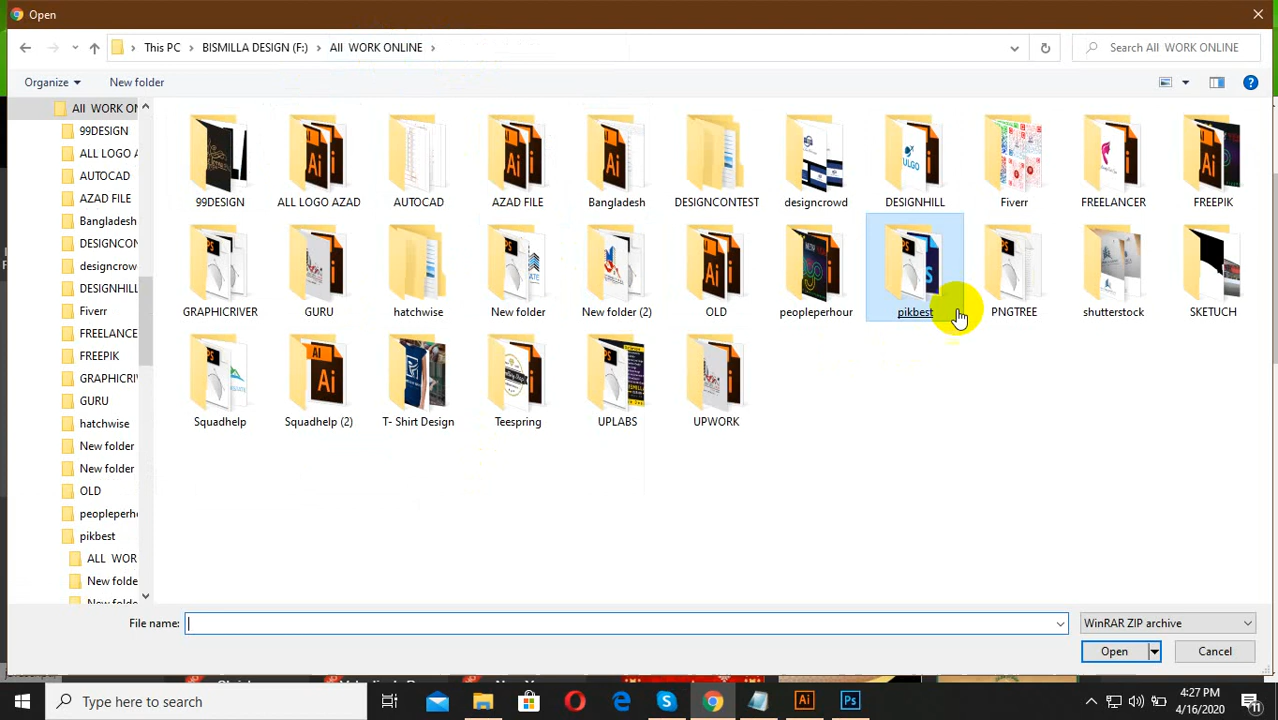 Open
This PC > BISMILLA DESIGN (F:) > All WORK ONLINE >
Search All WORK ONLINE
Organize
New folder
All WORK ON
99DESIGN
ALL LOGO A
AUTOCAD
AZAD FILE
Bangladesh
DESIGNCON
designcrow
DESIGNHILL
Fiverr
FREELANCE
FREEPIK
GRAPHICRIV
GURU
hatchwise
New folder
New folder
OLD
peopleperho
pikbest
ALL WOR
New folde
99DESIGN
ALL LOGO AZAD
AUTOCAD
AZAD FILE
Bangladesh
DESIGNCONTEST
designcrowd
DESIGNHILL
Fiverr
FREELANCER
FREEPIK
GRAPHICRIVER
GURU
hatchwise
New folder
New folder (2)
OLD
peopleperhour
pikbest
PNGTREE
shutterstock
SKETUCH
Squadhelp
Squadhelp (2)
T- Shirt Design
Teespring
UPLABS
UPWORK
File name:
WinRAR ZIP archive
Open
Cancel
Type here to search
4:27 PM
4/16/2020